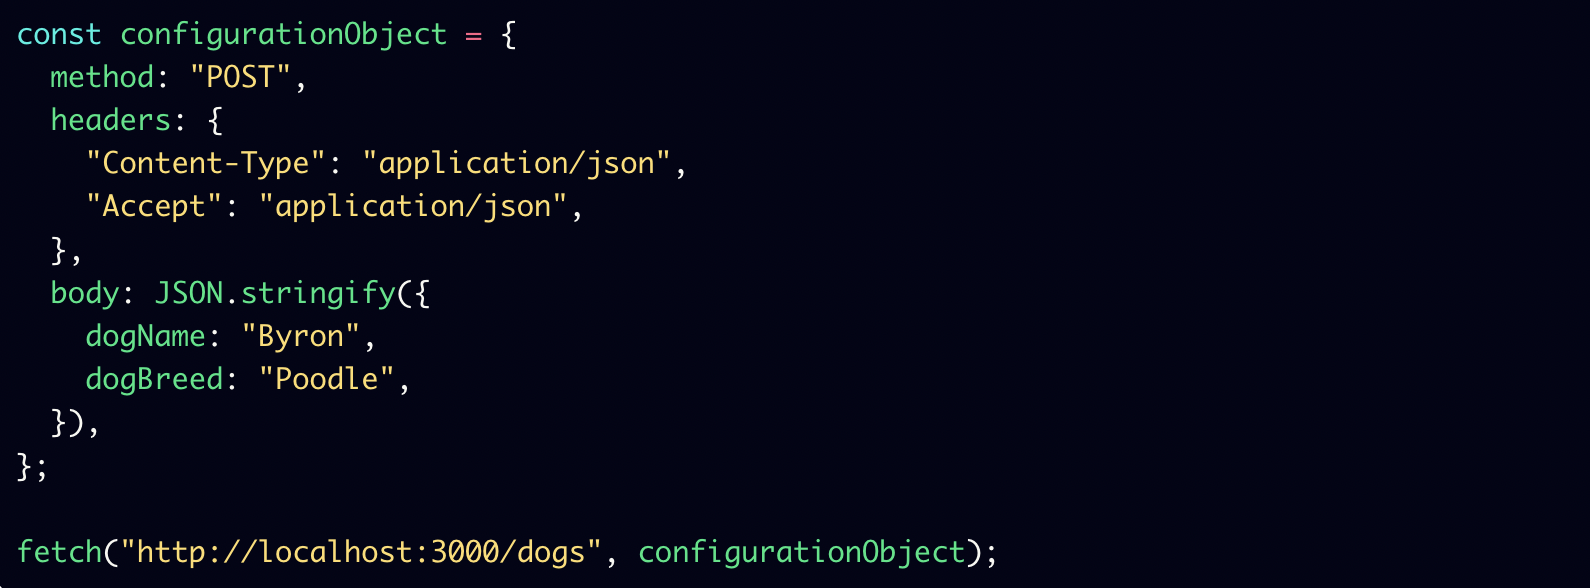 const configurationObject = {
  method: "POST",
  headers: {
    "Content-Type": "application/json",
    "Accept": "application/json",
  },
  body: JSON.stringify({
    dogName: "Byron",
    dogBreed: "Poodle",
  }),
};

fetch("http://localhost:3000/dogs", configurationObject);